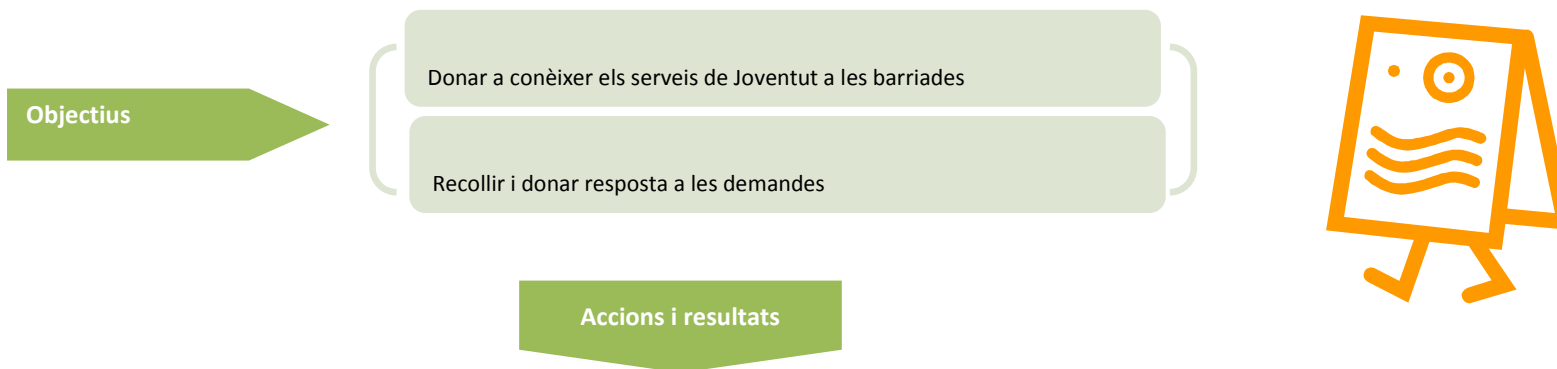 Objectius
Donar a conèixer els serveis de Joventut a les barriades
Recollir i donar resposta a les demandes
Accions i resultats